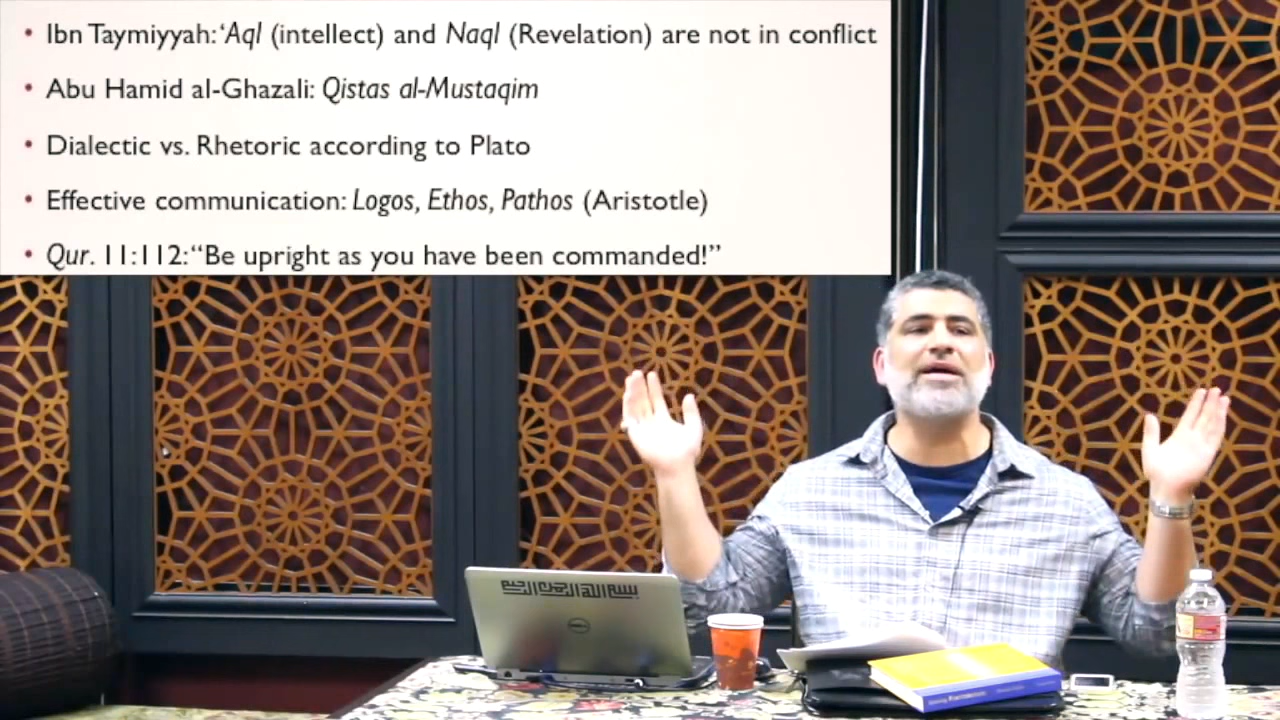 • Ibn Taymiyyah: ‘Aql (intellect) and Naql (Revelation) are not in conflict
• Abu Hamid al-Ghazali: Qistas al-Mustaqim
• Dialectic vs. Rhetoric according to Plato
• Effective communication: Logos, Ethos, Pathos (Aristotle)
• Qur. 11:112: “Be upright as you have been commanded!”
بسم الله الرحمن الرحيم
DELL